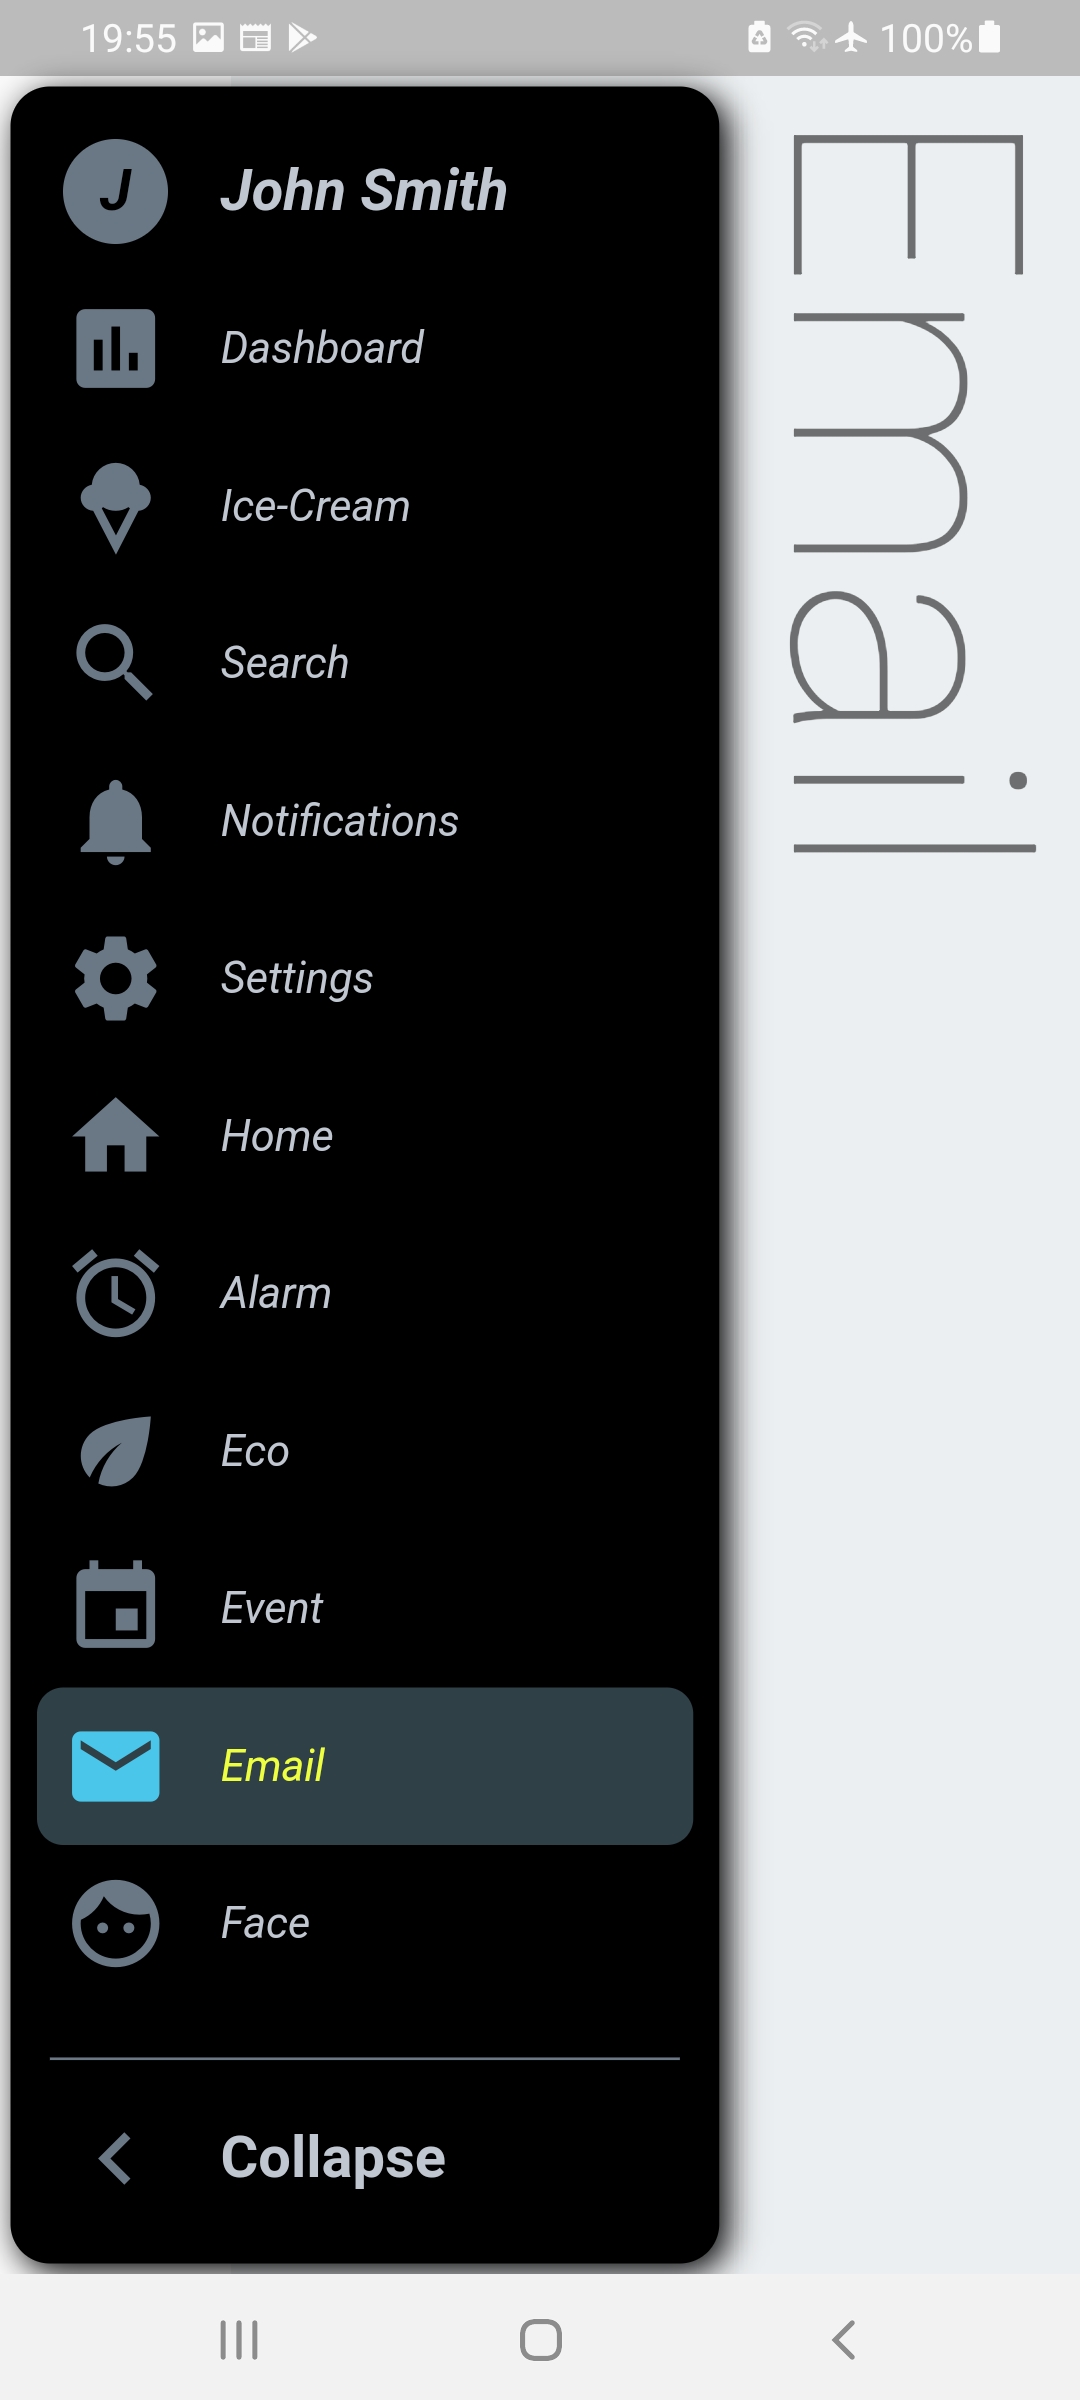 19:55 100%
J John Smith
Dashboard
Ice-Cream
Search
Notifications
Settings
Home
Alarm
Eco
Event
Email
Face
Collapse
Email